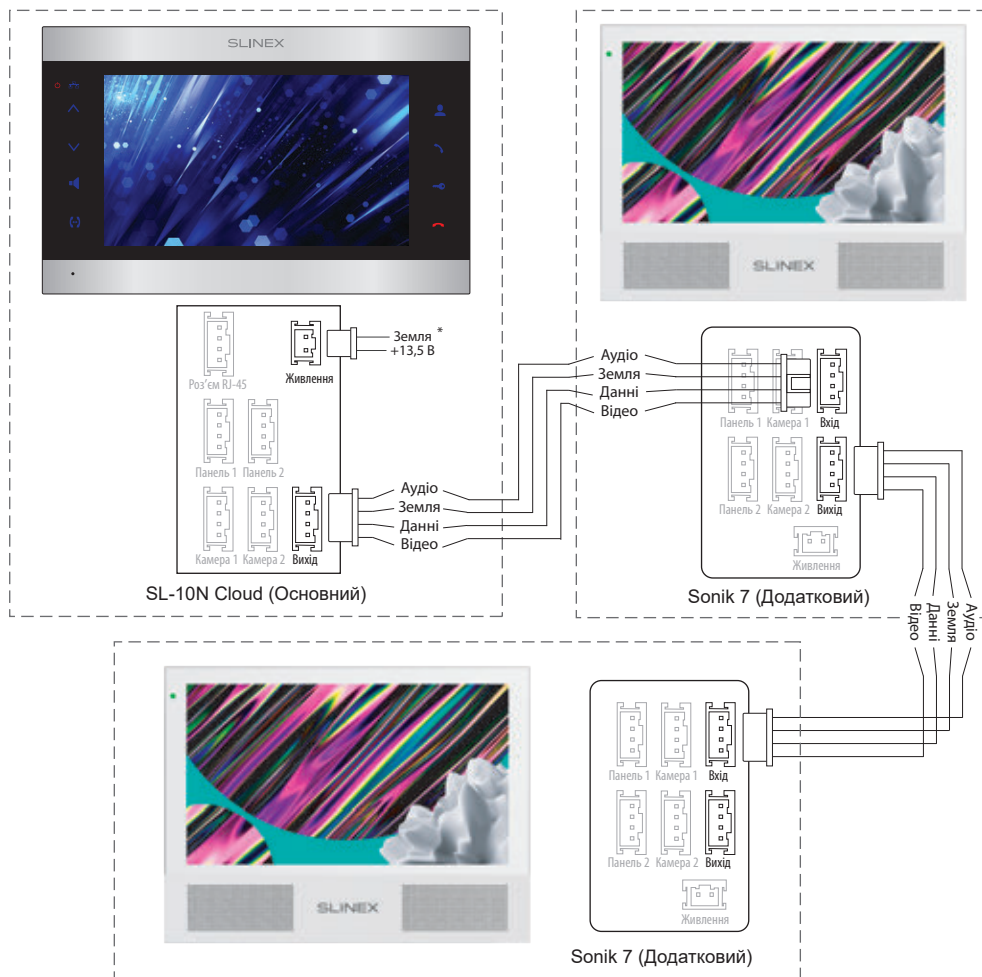 SLINEX
Роз'єм RJ-45
Живлення
Земля *
+13,5 В
Панель 1 Панель 2
Камера 1 Камера 2 Вихід
Аудіо
Земля
Данні
Відео
SL-10N Cloud (Основний)
SLINEX
Аудіо
Земля
Данні
Відео
Панель 1 Камера 1 Вхід
Панель 2 Камера 2 Вихід
Живлення
Sonik 7 (Додатковий)
Відео
Данні
Земля
Аудіо
SLINEX
Панель 1 Камера 1 Вхід
Панель 2 Камера 2 Вихід
Живлення
Sonik 7 (Додатковий)